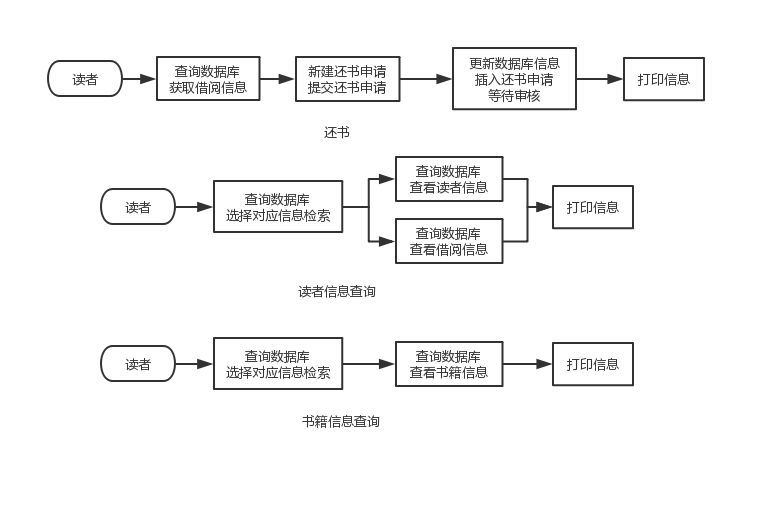 读者
查询数据库
获取借阅信息
新建还书申请
提交还书申请
更新数据库信息
插入还书申请
等待审核
打印信息
还书
读者
查询数据库
选择对应信息检索
查询数据库
查看读者信息
查询数据库
查看借阅信息
打印信息
读者信息查询
读者
查询数据库
选择对应信息检索
查询数据库
查看书籍信息
打印信息
书籍信息查询